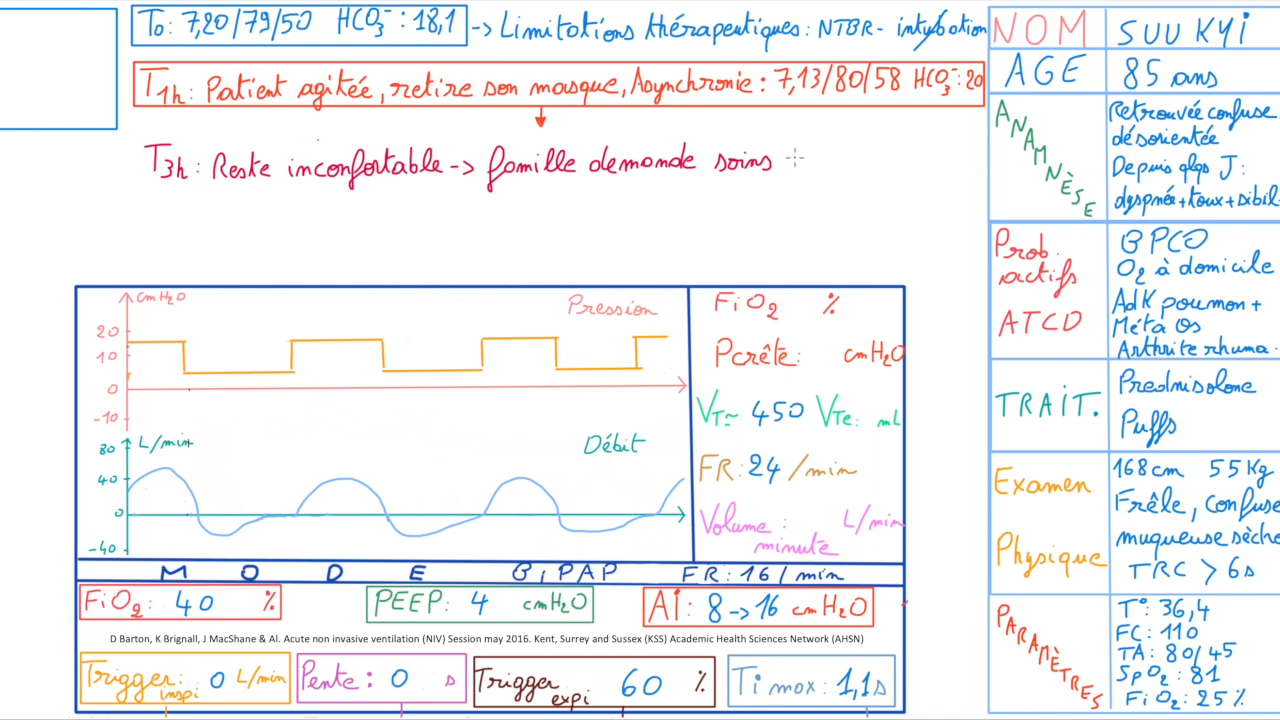 T0: 7,20/79/50 HCO3-: 18,1 -> Limitations thérapeutiques: NTBR - intubation
T1h: Patient agitée, retire son masque, Asynchronie: 7,13/80/58 HCO3-: 20
T3h: Reste inconfortable -> famille demande soins
cmH2O
Pression
20
10
0
-10
80
L/min
Débit
40
0
-40
FiO2 %
Pcrête: cmH2O
VT~ 450 VTe: mL
FR: 24 /min
Volume minute: L/min
MODE BiPAP FR: 16/min
FiO2: 40 %
PEEP: 4 cmH2O
AI: 8 -> 16 cmH2O
D Barton, K Brignall, J MacShane & Al. Acute non invasive ventilation (NIV) Session may 2016. Kent, Surrey and Sussex (KSS) Academic Health Sciences Network (AHSN)
Trigger inspi: 0 L/min
Pente: 0 s
Trigger expi 60 %
Ti max: 1,1s
NOM
SUU KYI
AGE
85 ans
ANAMNÈSE
Retrouvée confuse
désorientée
Depuis qlqs J:
dyspnée+toux+sibil
Prob. actifs
ATCD
BPCO
O2 à domicile
AdK poumon +
Méta Os
Arthrite rhuma.
TRAIT.
Prednisolone
Puffs
Examen
Physique
168cm 55Kg
Frêle, confuse
muqueuse sèche
TRC > 6s
PARAMÈTRES
T°: 36,4
FC: 110
TA: 80/45
SpO2: 81
FiO2: 25%